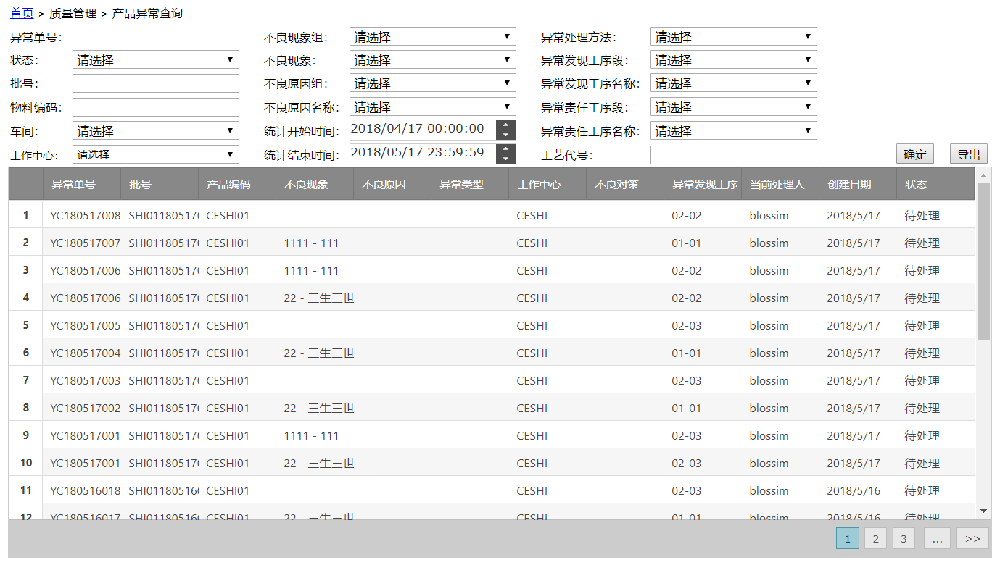 首页 > 质量管理 > 产品异常查询
异常单号: 不良现象组: 请选择 异常处理方法: 请选择
状态: 请选择 不良现象: 请选择 异常发现工序段: 请选择
批号: 不良原因组: 请选择 异常发现工序名称: 请选择
物料编码: 不良原因名称: 请选择 异常责任工序段: 请选择
车间: 请选择 统计开始时间: 2018/04/17 00:00:00 异常责任工序名称: 请选择
工作中心: 请选择 统计结束时间: 2018/05/17 23:59:59 工艺代号: 确定 导出
异常单号 批号 产品编码 不良现象 不良原因 异常类型 工作中心 不良对策 异常发现工序 当前处理人 创建日期 状态
1 YC180517008 SHI01180517 CESHI01 CESHI 02-02 blossim 2018/5/17 待处理
2 YC180517007 SHI01180517 CESHI01 1111 - 111 CESHI 01-01 blossim 2018/5/17 待处理
3 YC180517006 SHI01180517 CESHI01 1111 - 111 CESHI 02-02 blossim 2018/5/17 待处理
4 YC180517006 SHI01180517 CESHI01 22 - 三生三世 CESHI 02-02 blossim 2018/5/17 待处理
5 YC180517005 SHI01180517 CESHI01 CESHI 02-03 blossim 2018/5/17 待处理
6 YC180517004 SHI01180517 CESHI01 22 - 三生三世 CESHI 01-01 blossim 2018/5/17 待处理
7 YC180517003 SHI01180517 CESHI01 CESHI 02-03 blossim 2018/5/17 待处理
8 YC180517002 SHI01180517 CESHI01 22 - 三生三世 CESHI 01-01 blossim 2018/5/17 待处理
9 YC180517001 SHI01180517 CESHI01 1111 - 111 CESHI 02-03 blossim 2018/5/17 待处理
10 YC180517001 SHI01180517 CESHI01 22 - 三生三世 CESHI 02-03 blossim 2018/5/17 待处理
11 YC180516018 SHI01180516 CESHI01 CESHI 02-03 blossim 2018/5/16 待处理
12 YC180516017 SHI01180516 CESHI01 22 - 三生三世 CESHI 01-01 blossim 2018/5/16 待处理
1 2 3 ... >>